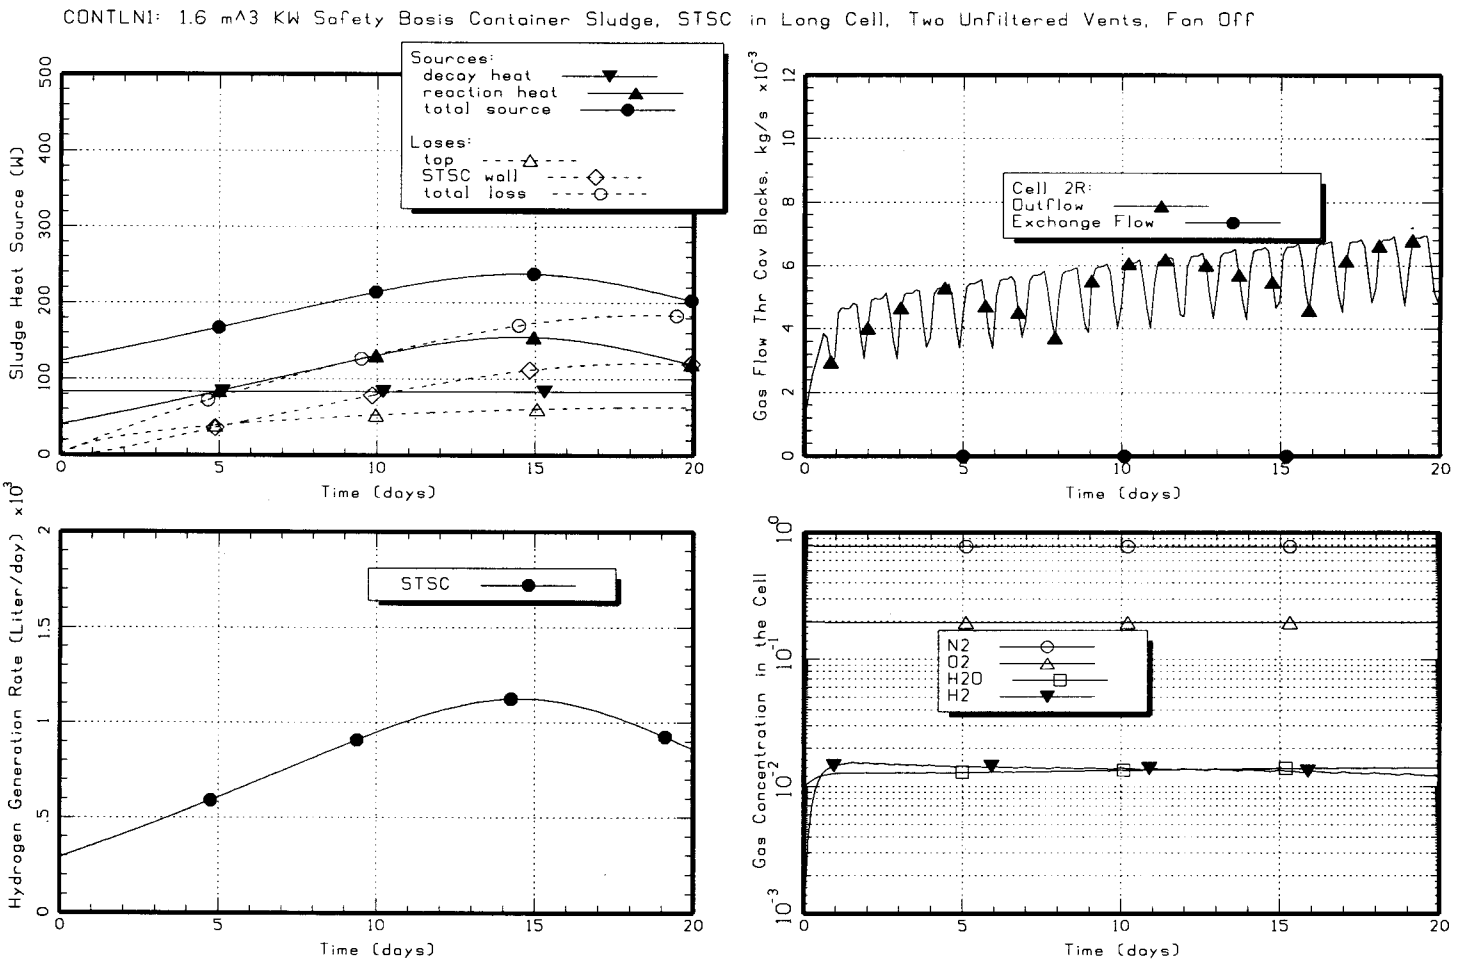 CONTLN1: 1.6 m^3 KW Safety Basis Container Sludge, STSC in Long Cell, Two Unfiltered Vents, Fan Off
Sludge Heat Source (W)
500
400
300
200
100
0
0 5 10 15 20
Time (days)
Sources:
decay heat
reaction heat
total source
Loses:
top
STSC wall
total loss
Gas Flow Thr Cov Blocks, kg/s x10^-3
12
10
8
6
4
2
0
0 5 10 15 20
Time (days)
Cell 2R:
Outflow
Exchange Flow
Hydrogen Generation Rate (Liter/day) x10^3
2
1.5
1
.5
0
0 5 10 15 20
Time (days)
STSC
Gas Concentration in the Cell
10^0
10^-1
10^-2
10^-3
0 5 10 15 20
Time (days)
N2
O2
H2O
H2